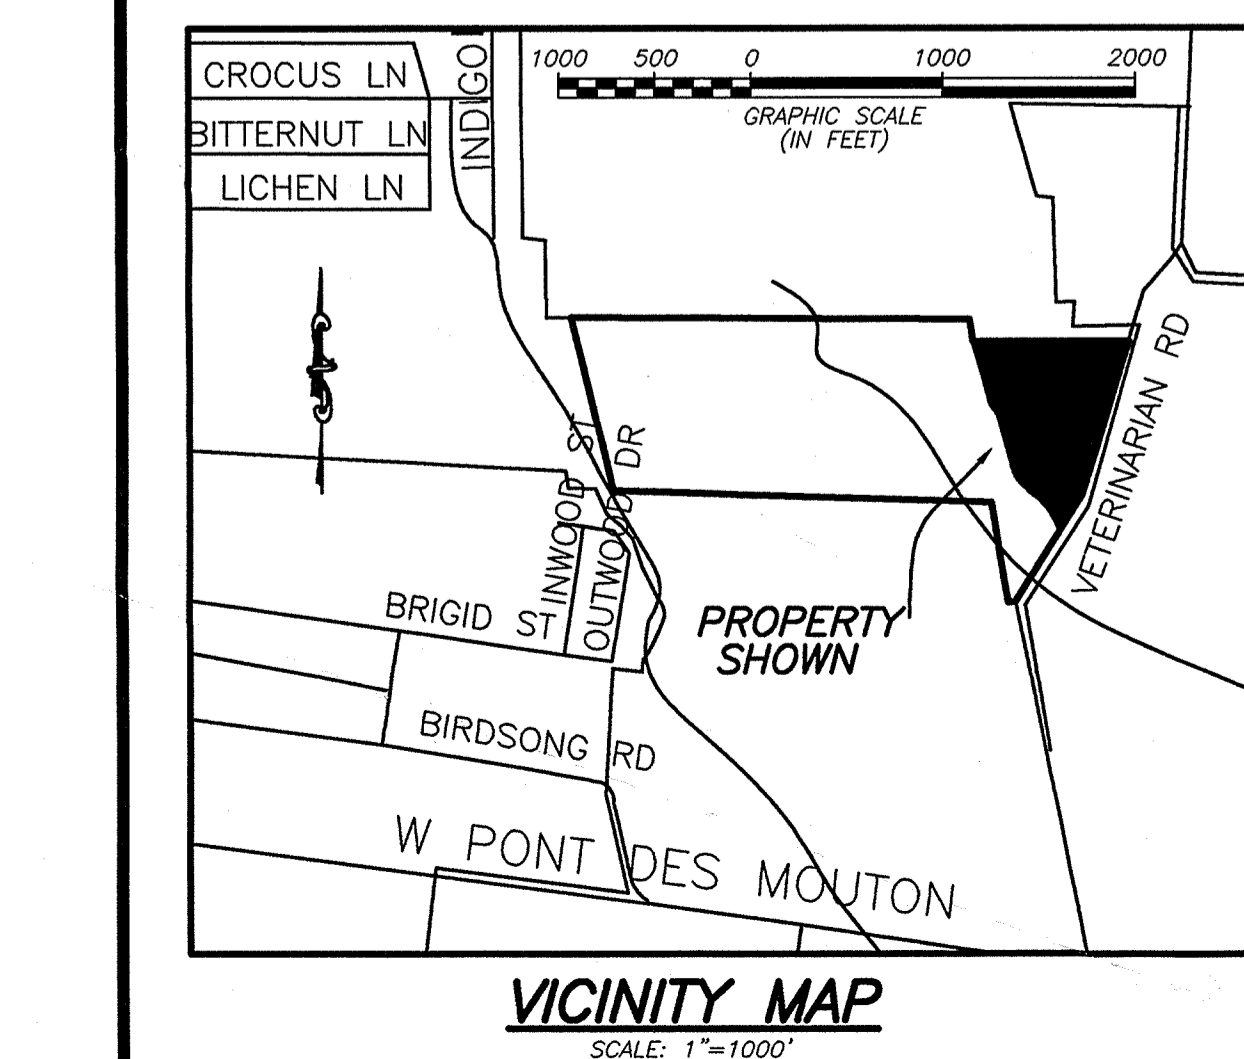 CROCUS LN
BITTERNUT LN
LICHEN LN
INDIGO
1000 500 0 1000 2000
GRAPHIC SCALE
(IN FEET)
VETERINARIAN RD
INWOOD ST
OUTWOOD DR
BRIGID ST
PROPERTY
SHOWN
BIRDSONG RD
W PONT DES MOUTON
VICINITY MAP
SCALE: 1"=1000'